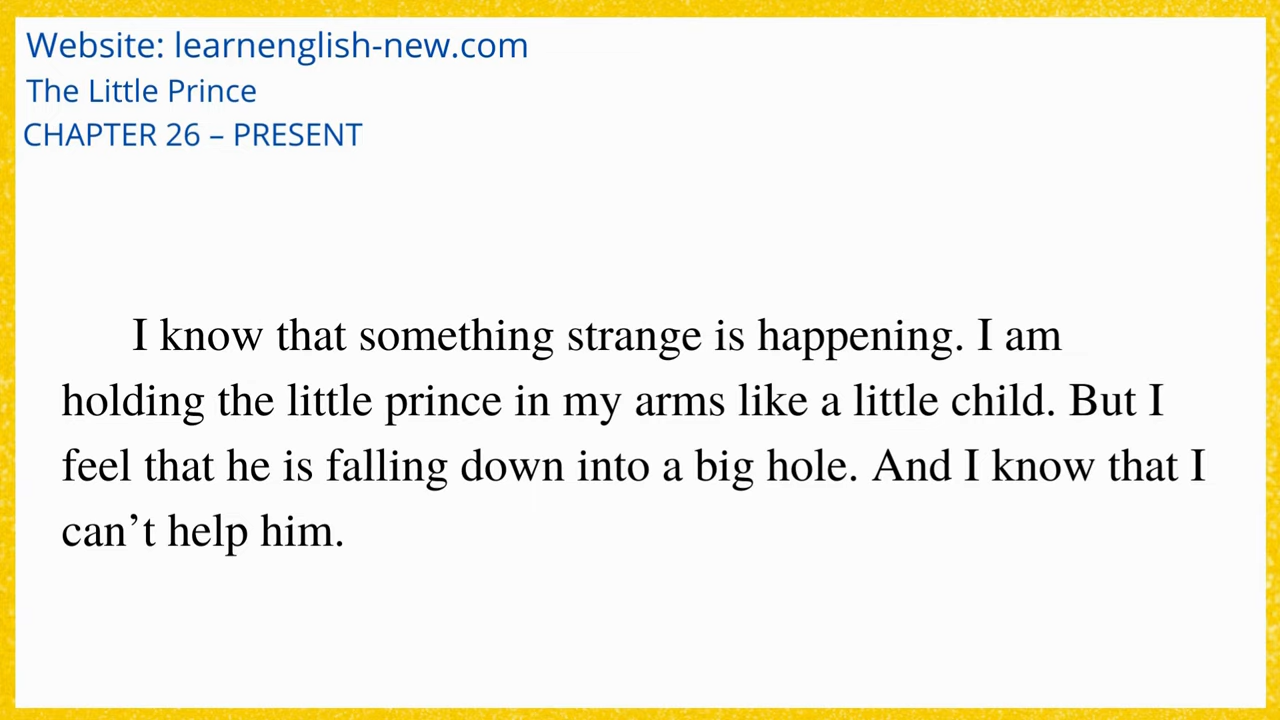 Website: learnenglish-new.com
The Little Prince
CHAPTER 26 – PRESENT
I know that something strange is happening. I am
holding the little prince in my arms like a little child. But I
feel that he is falling down into a big hole. And I know that I
can’t help him.